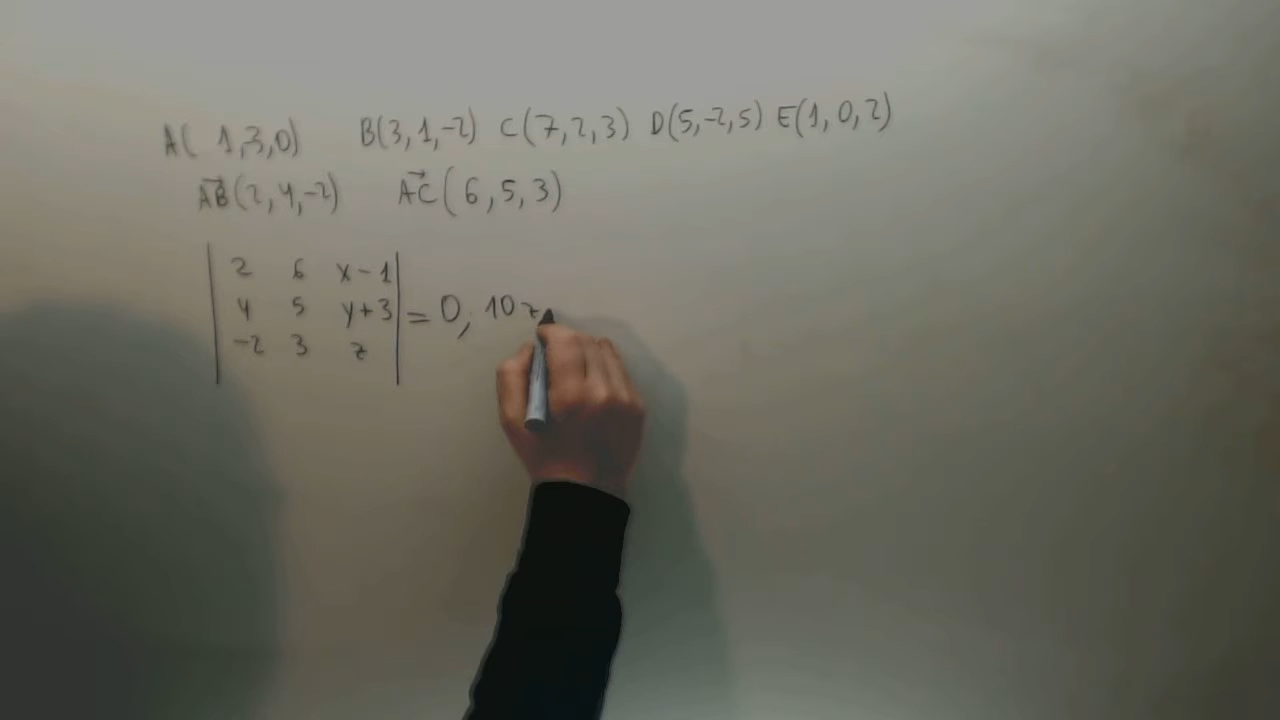 A( 1,-3,0) B(3,1,-2) C(7,2,3) D(5,-2,5) E(1,0,2)
AB(2,4,-2) AC(6,5,3)
2 6 x-1
4 5 y+3 = 0, 10z
-2 3 z